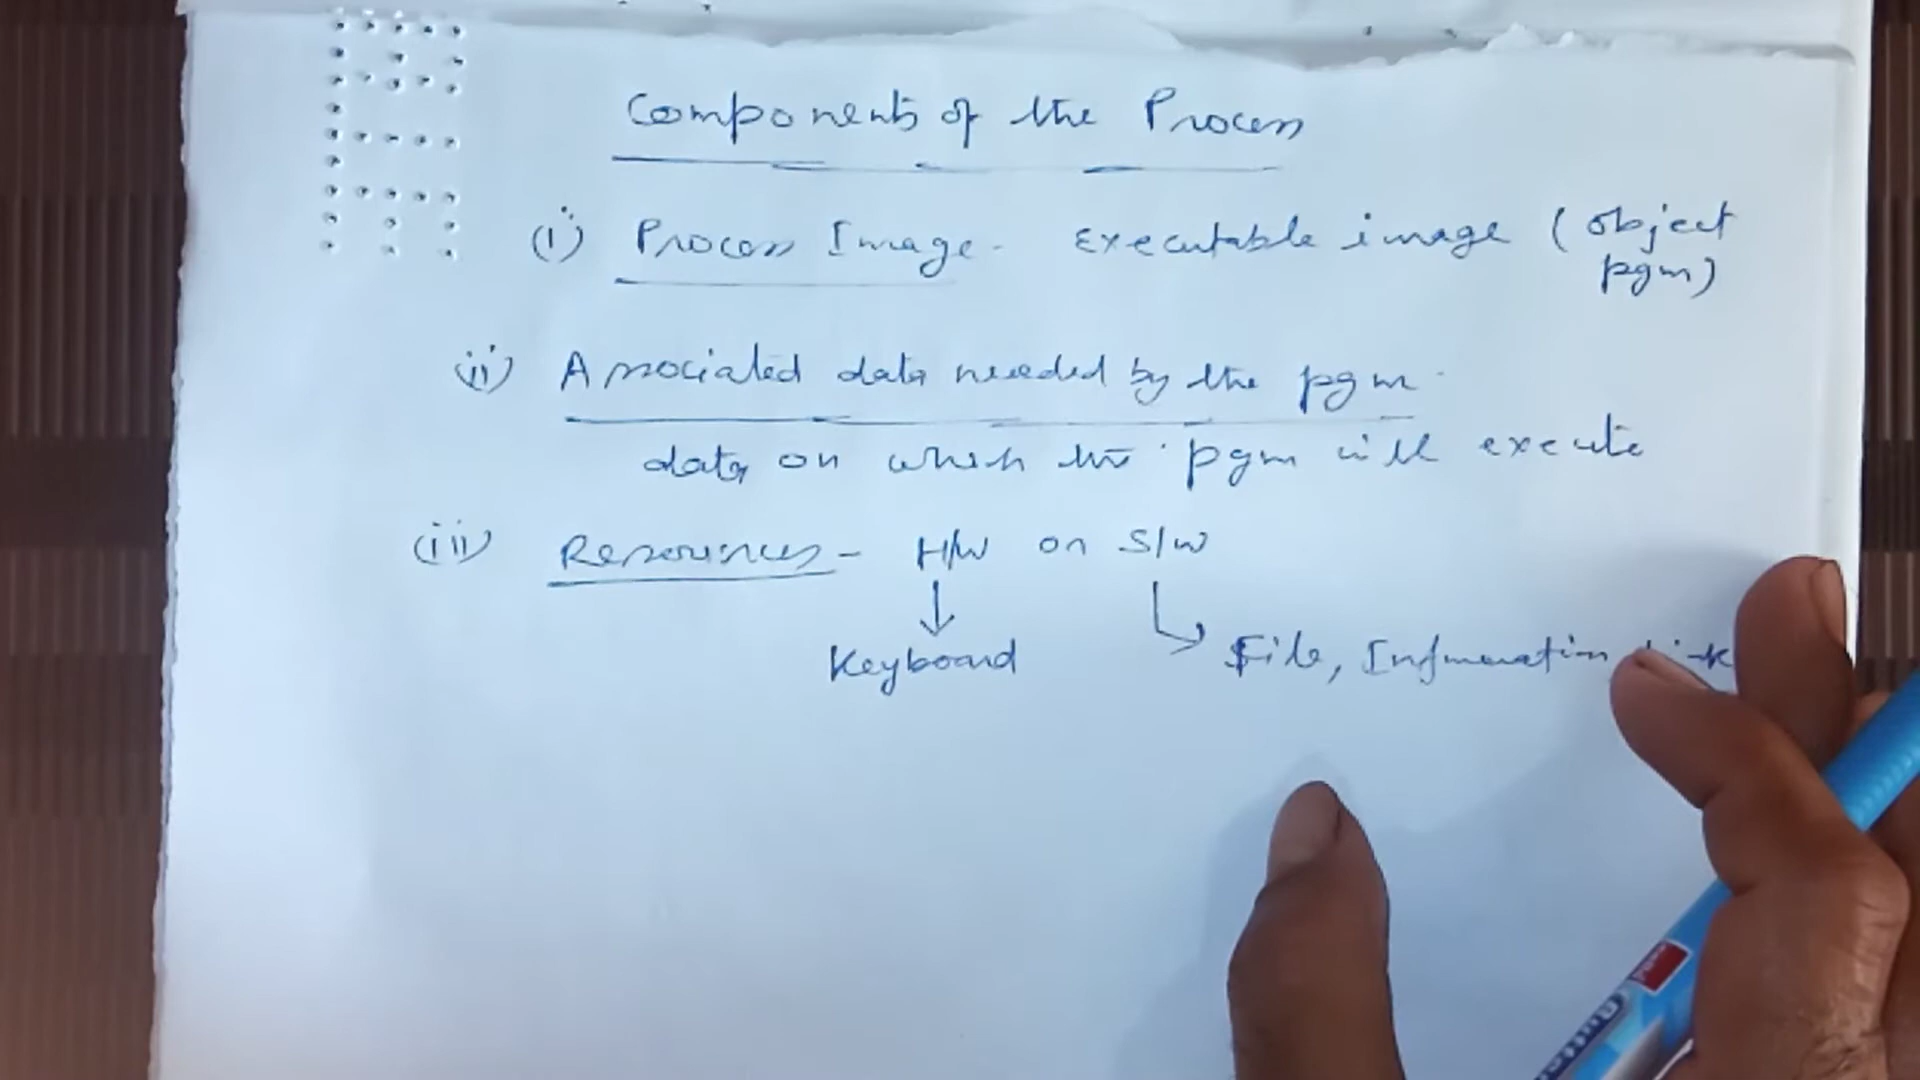 Components of the Process
(i) Process Image - Executable image (object
pgm)
ii) Associated data needed by the pgm
data on which the pgm will execute
(iii) Resources - H/W or S/W
Keyboard
File, Information